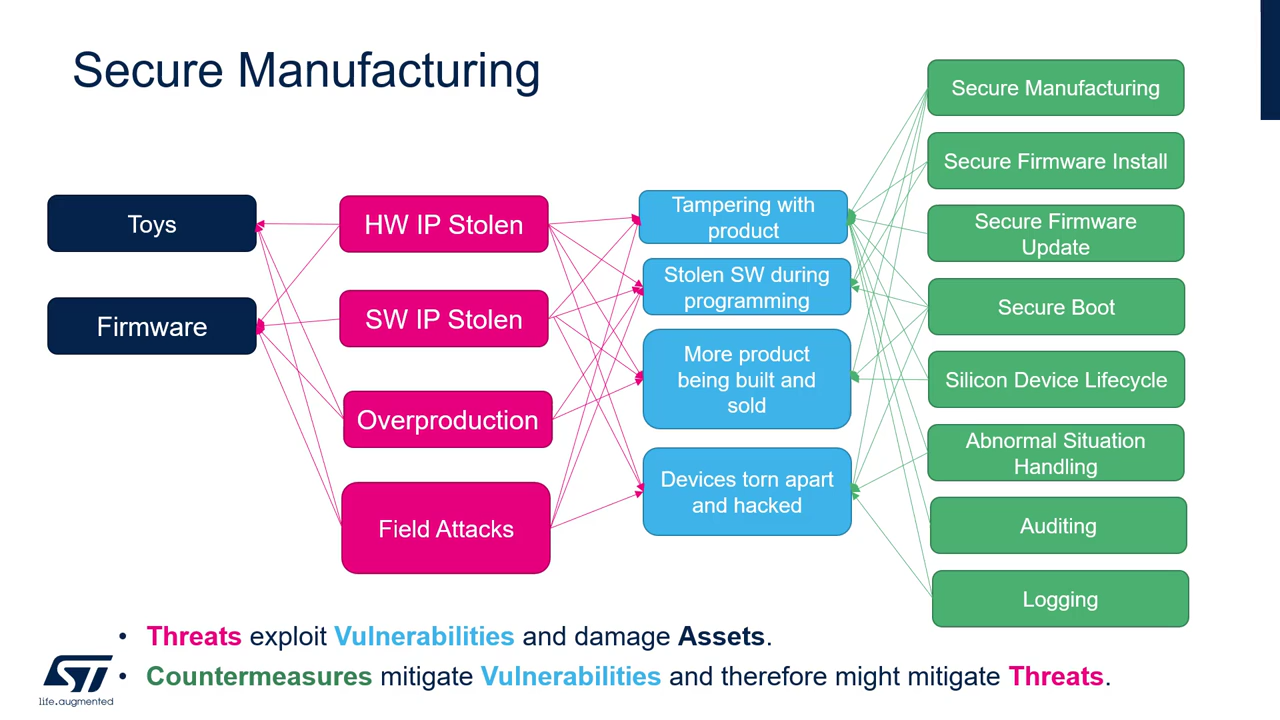 Secure Manufacturing
Toys
Firmware
HW IP Stolen
SW IP Stolen
Overproduction
Field Attacks
Tampering with
product
Stolen SW during
programming
More product
being built and
sold
Devices torn apart
and hacked
Secure Manufacturing
Secure Firmware Install
Secure Firmware
Update
Secure Boot
Silicon Device Lifecycle
Abnormal Situation
Handling
Auditing
Logging
• Threats exploit Vulnerabilities and damage Assets.
• Countermeasures mitigate Vulnerabilities and therefore might mitigate Threats.
ST
life.augmented